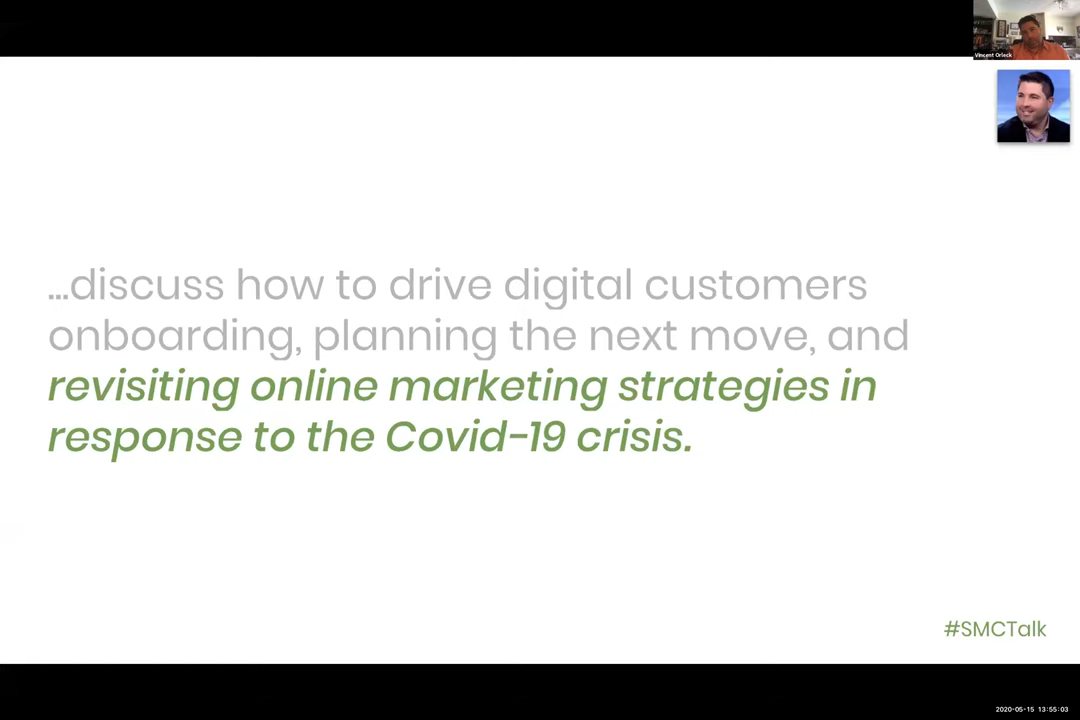 Vincent Orleck
...discuss how to drive digital customers
onboarding, planning the next move, and
revisiting online marketing strategies in
response to the Covid-19 crisis.
#SMCTalk
2020-05-15 13:55:03